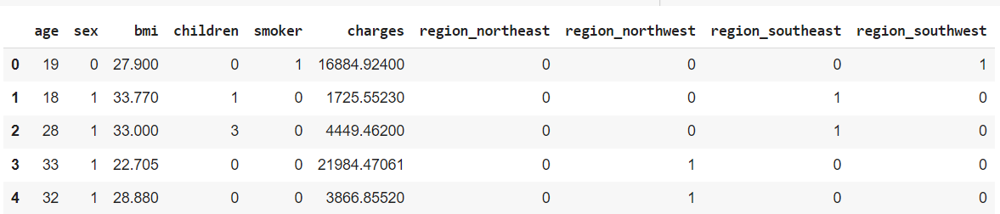 age sex bmi children smoker charges region_northeast region_northwest region_southeast region_southwest
0 19 0 27.900 0 1 16884.92400 0 0 0 1
1 18 1 33.770 1 0 1725.55230 0 0 1 0
2 28 1 33.000 3 0 4449.46200 0 0 1 0
3 33 1 22.705 0 0 21984.47061 0 1 0 0
4 32 1 28.880 0 0 3866.85520 0 1 0 0